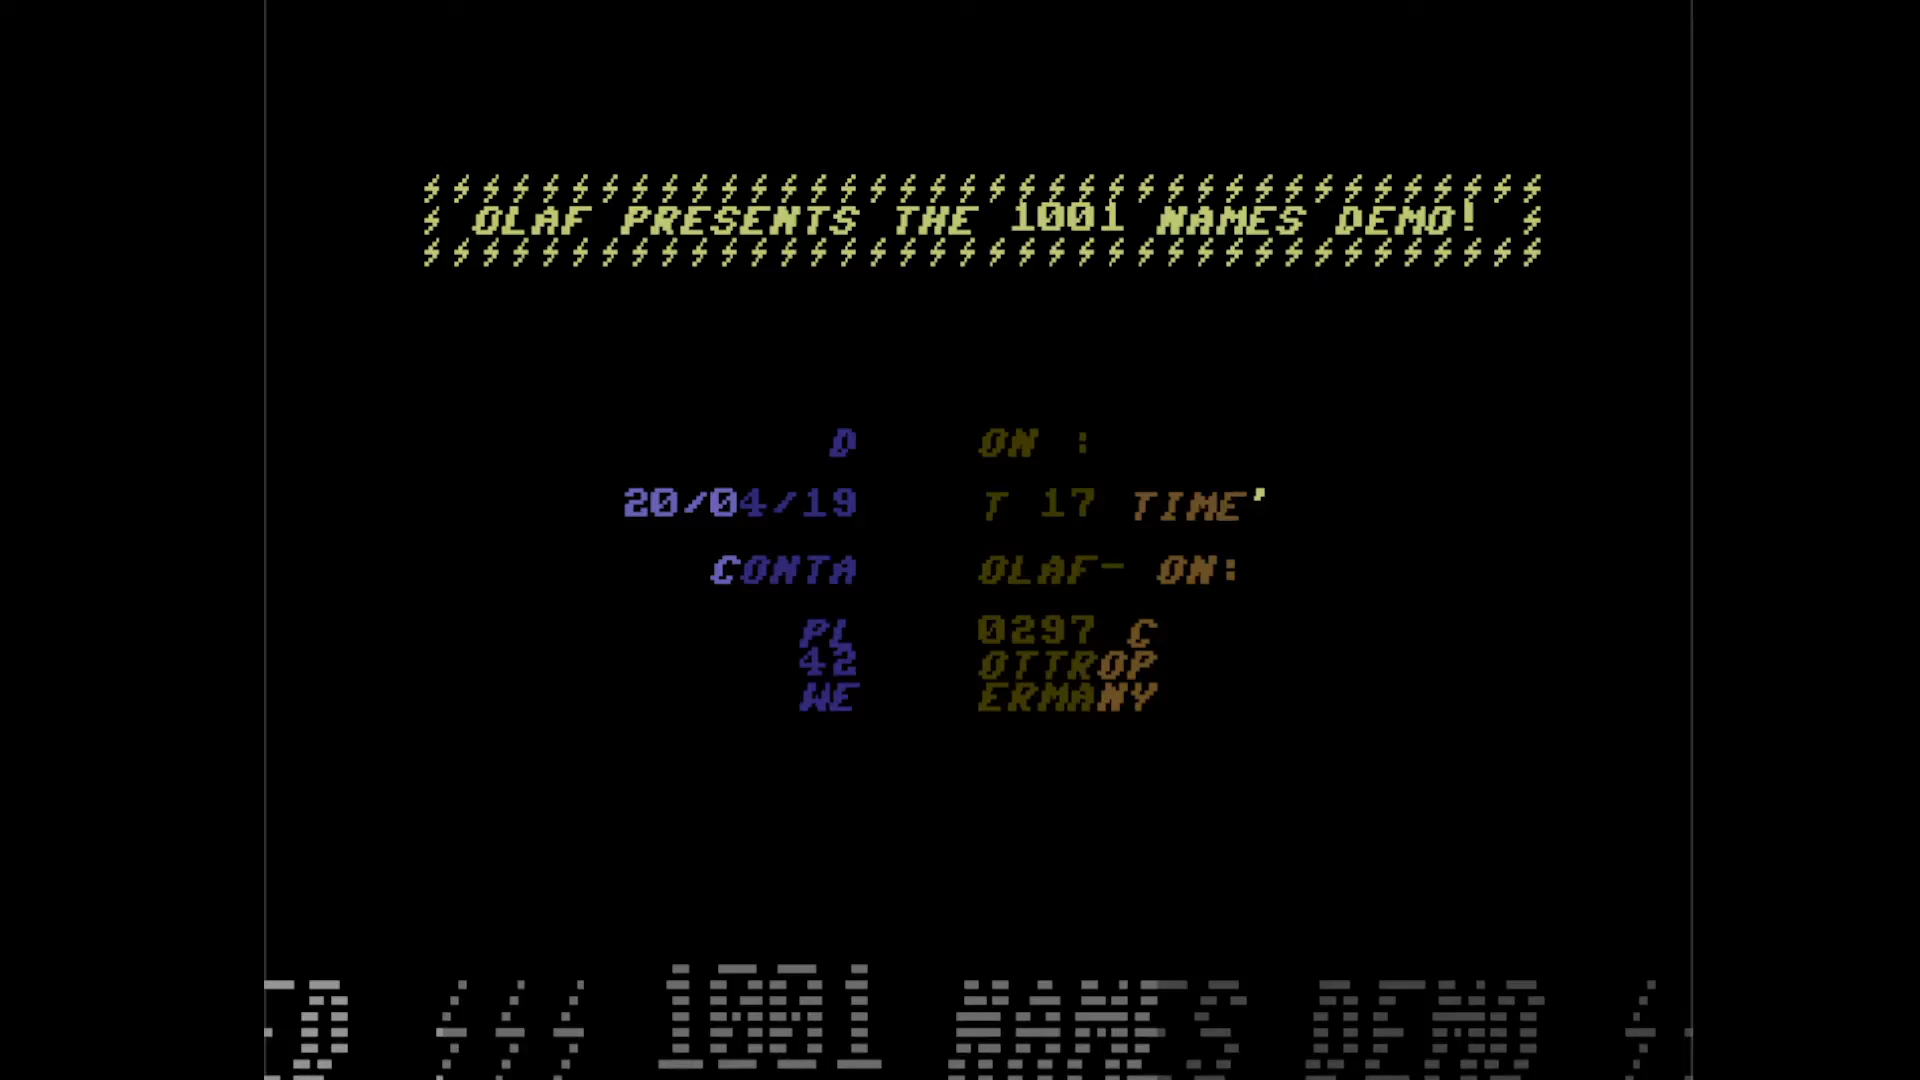 OLAF PRESENTS THE 1001 NAMES DEMO!
D ON :
20/04/19 T 17 TIME'
CONTA OLAF- ON:
PL 0297 C
42 OTTROP
WE ERMANY
1001 NAMES DEMO